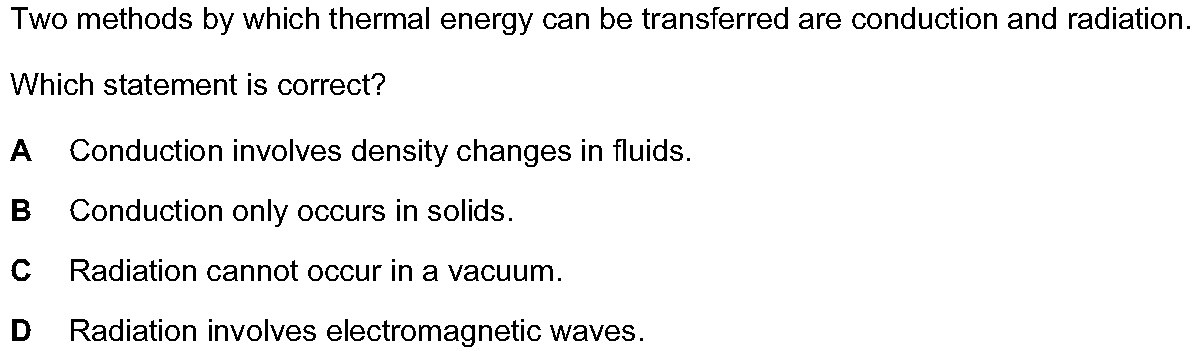 Two methods by which thermal energy can be transferred are conduction and radiation.
Which statement is correct?
A Conduction involves density changes in fluids.
B Conduction only occurs in solids.
C Radiation cannot occur in a vacuum.
D Radiation involves electromagnetic waves.